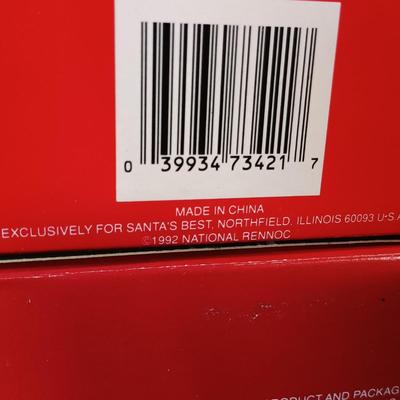 0 39934 73421 7
MADE IN CHINA
EXCLUSIVELY FOR SANTA'S BEST, NORTHFIELD, ILLINOIS 60093 U.S.A
©1992 NATIONAL RENNOC
PRODUCT AND PACKAG